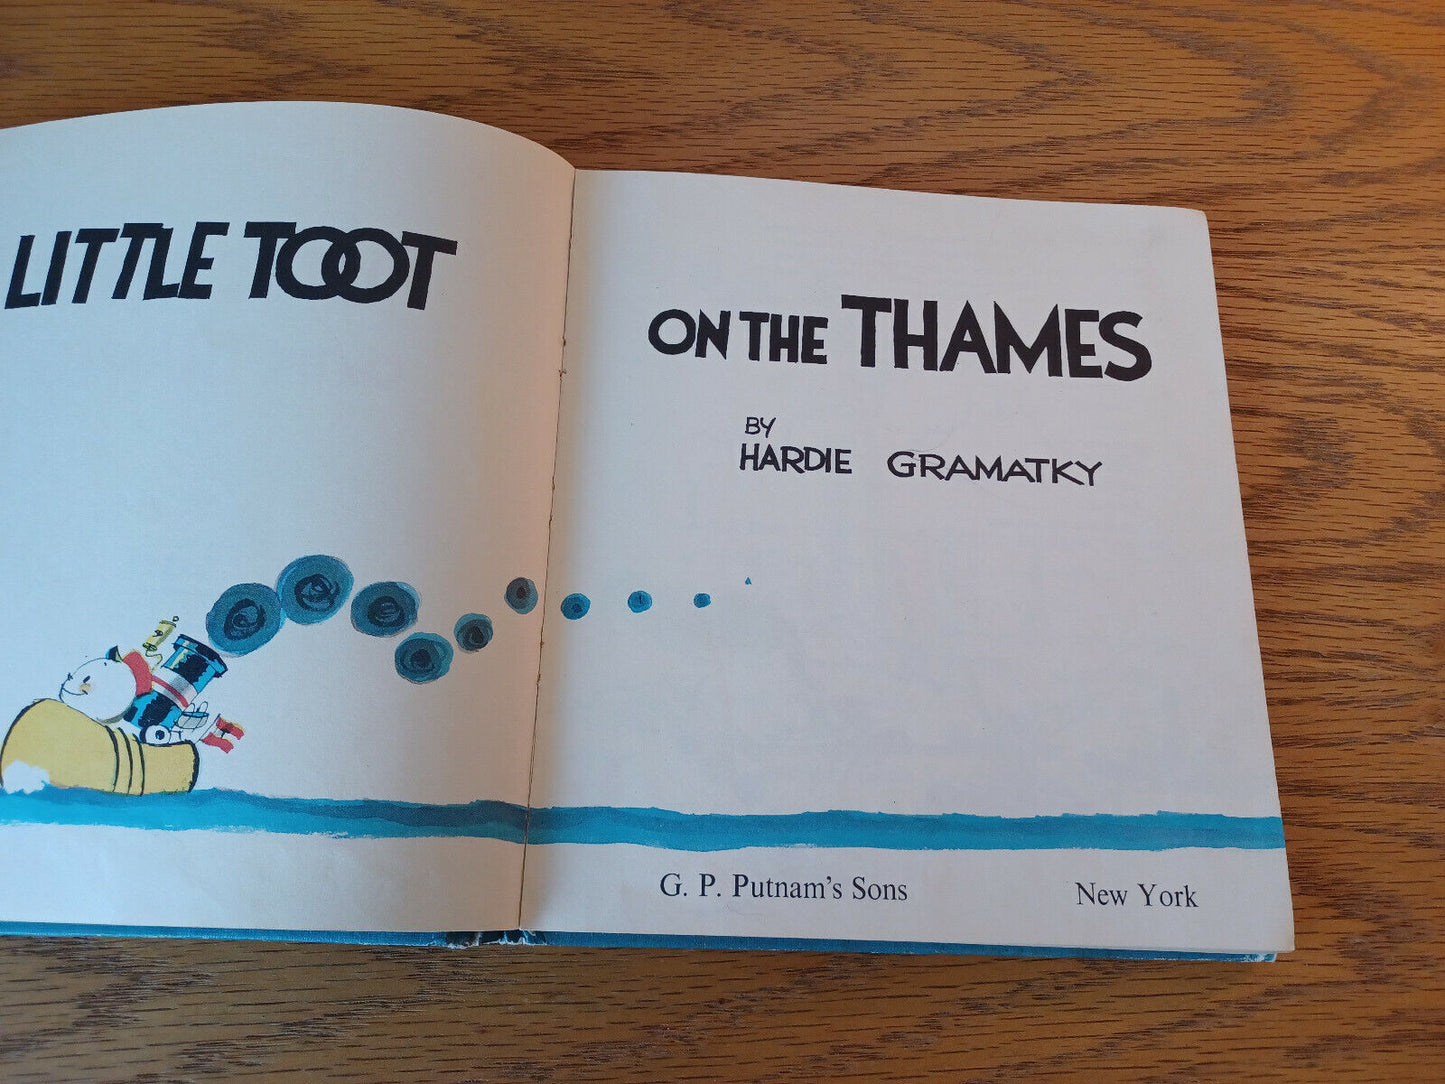 LITTLE TOOT
ON THE THAMES
BY
HARDIE GRAMATKY
G. P. Putnam's Sons New York